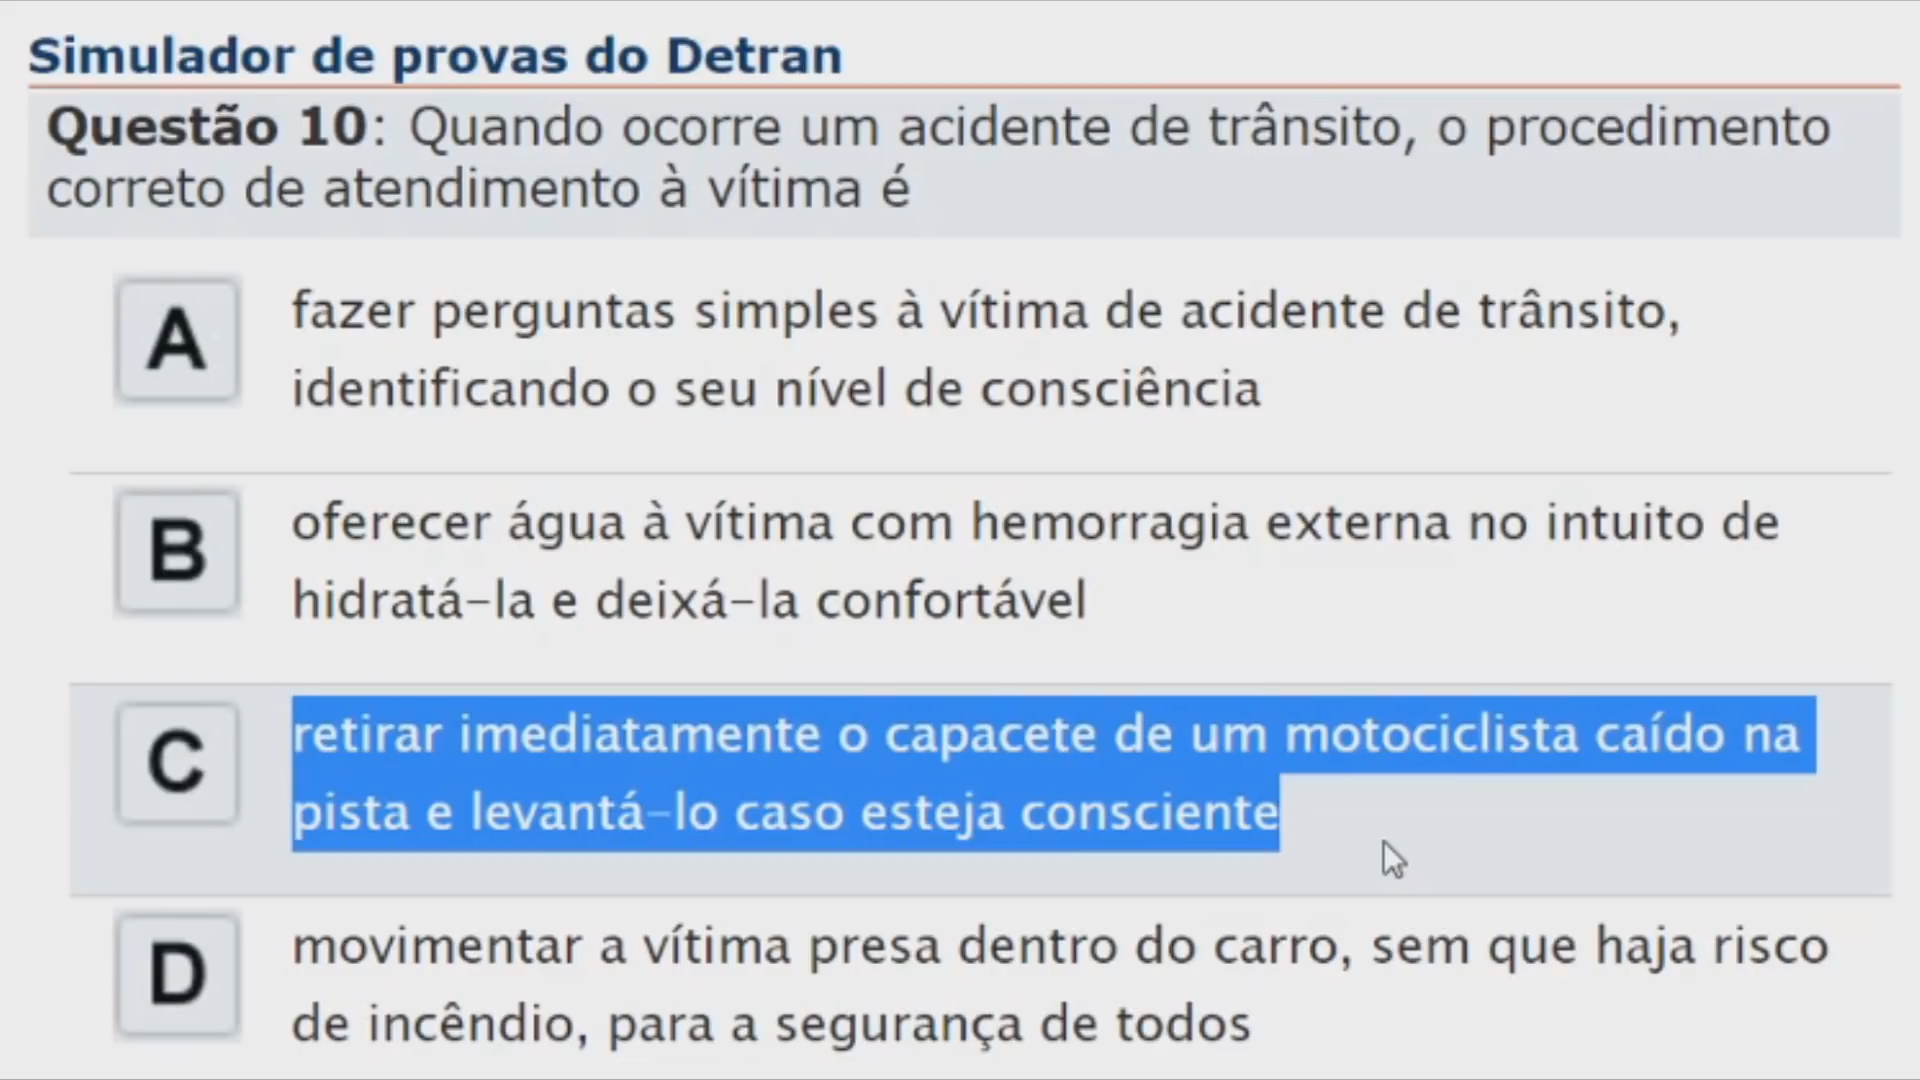 Simulador de provas do Detran
Questão 10: Quando ocorre um acidente de trânsito, o procedimento
correto de atendimento à vítima é
A
fazer perguntas simples à vítima de acidente de trânsito,
identificando o seu nível de consciência
B
oferecer água à vítima com hemorragia externa no intuito de
hidratá-la e deixá-la confortável
C
retirar imediatamente o capacete de um motociclista caído na
pista e levantá-lo caso esteja consciente
D
movimentar a vítima presa dentro do carro, sem que haja risco
de incêndio, para a segurança de todos